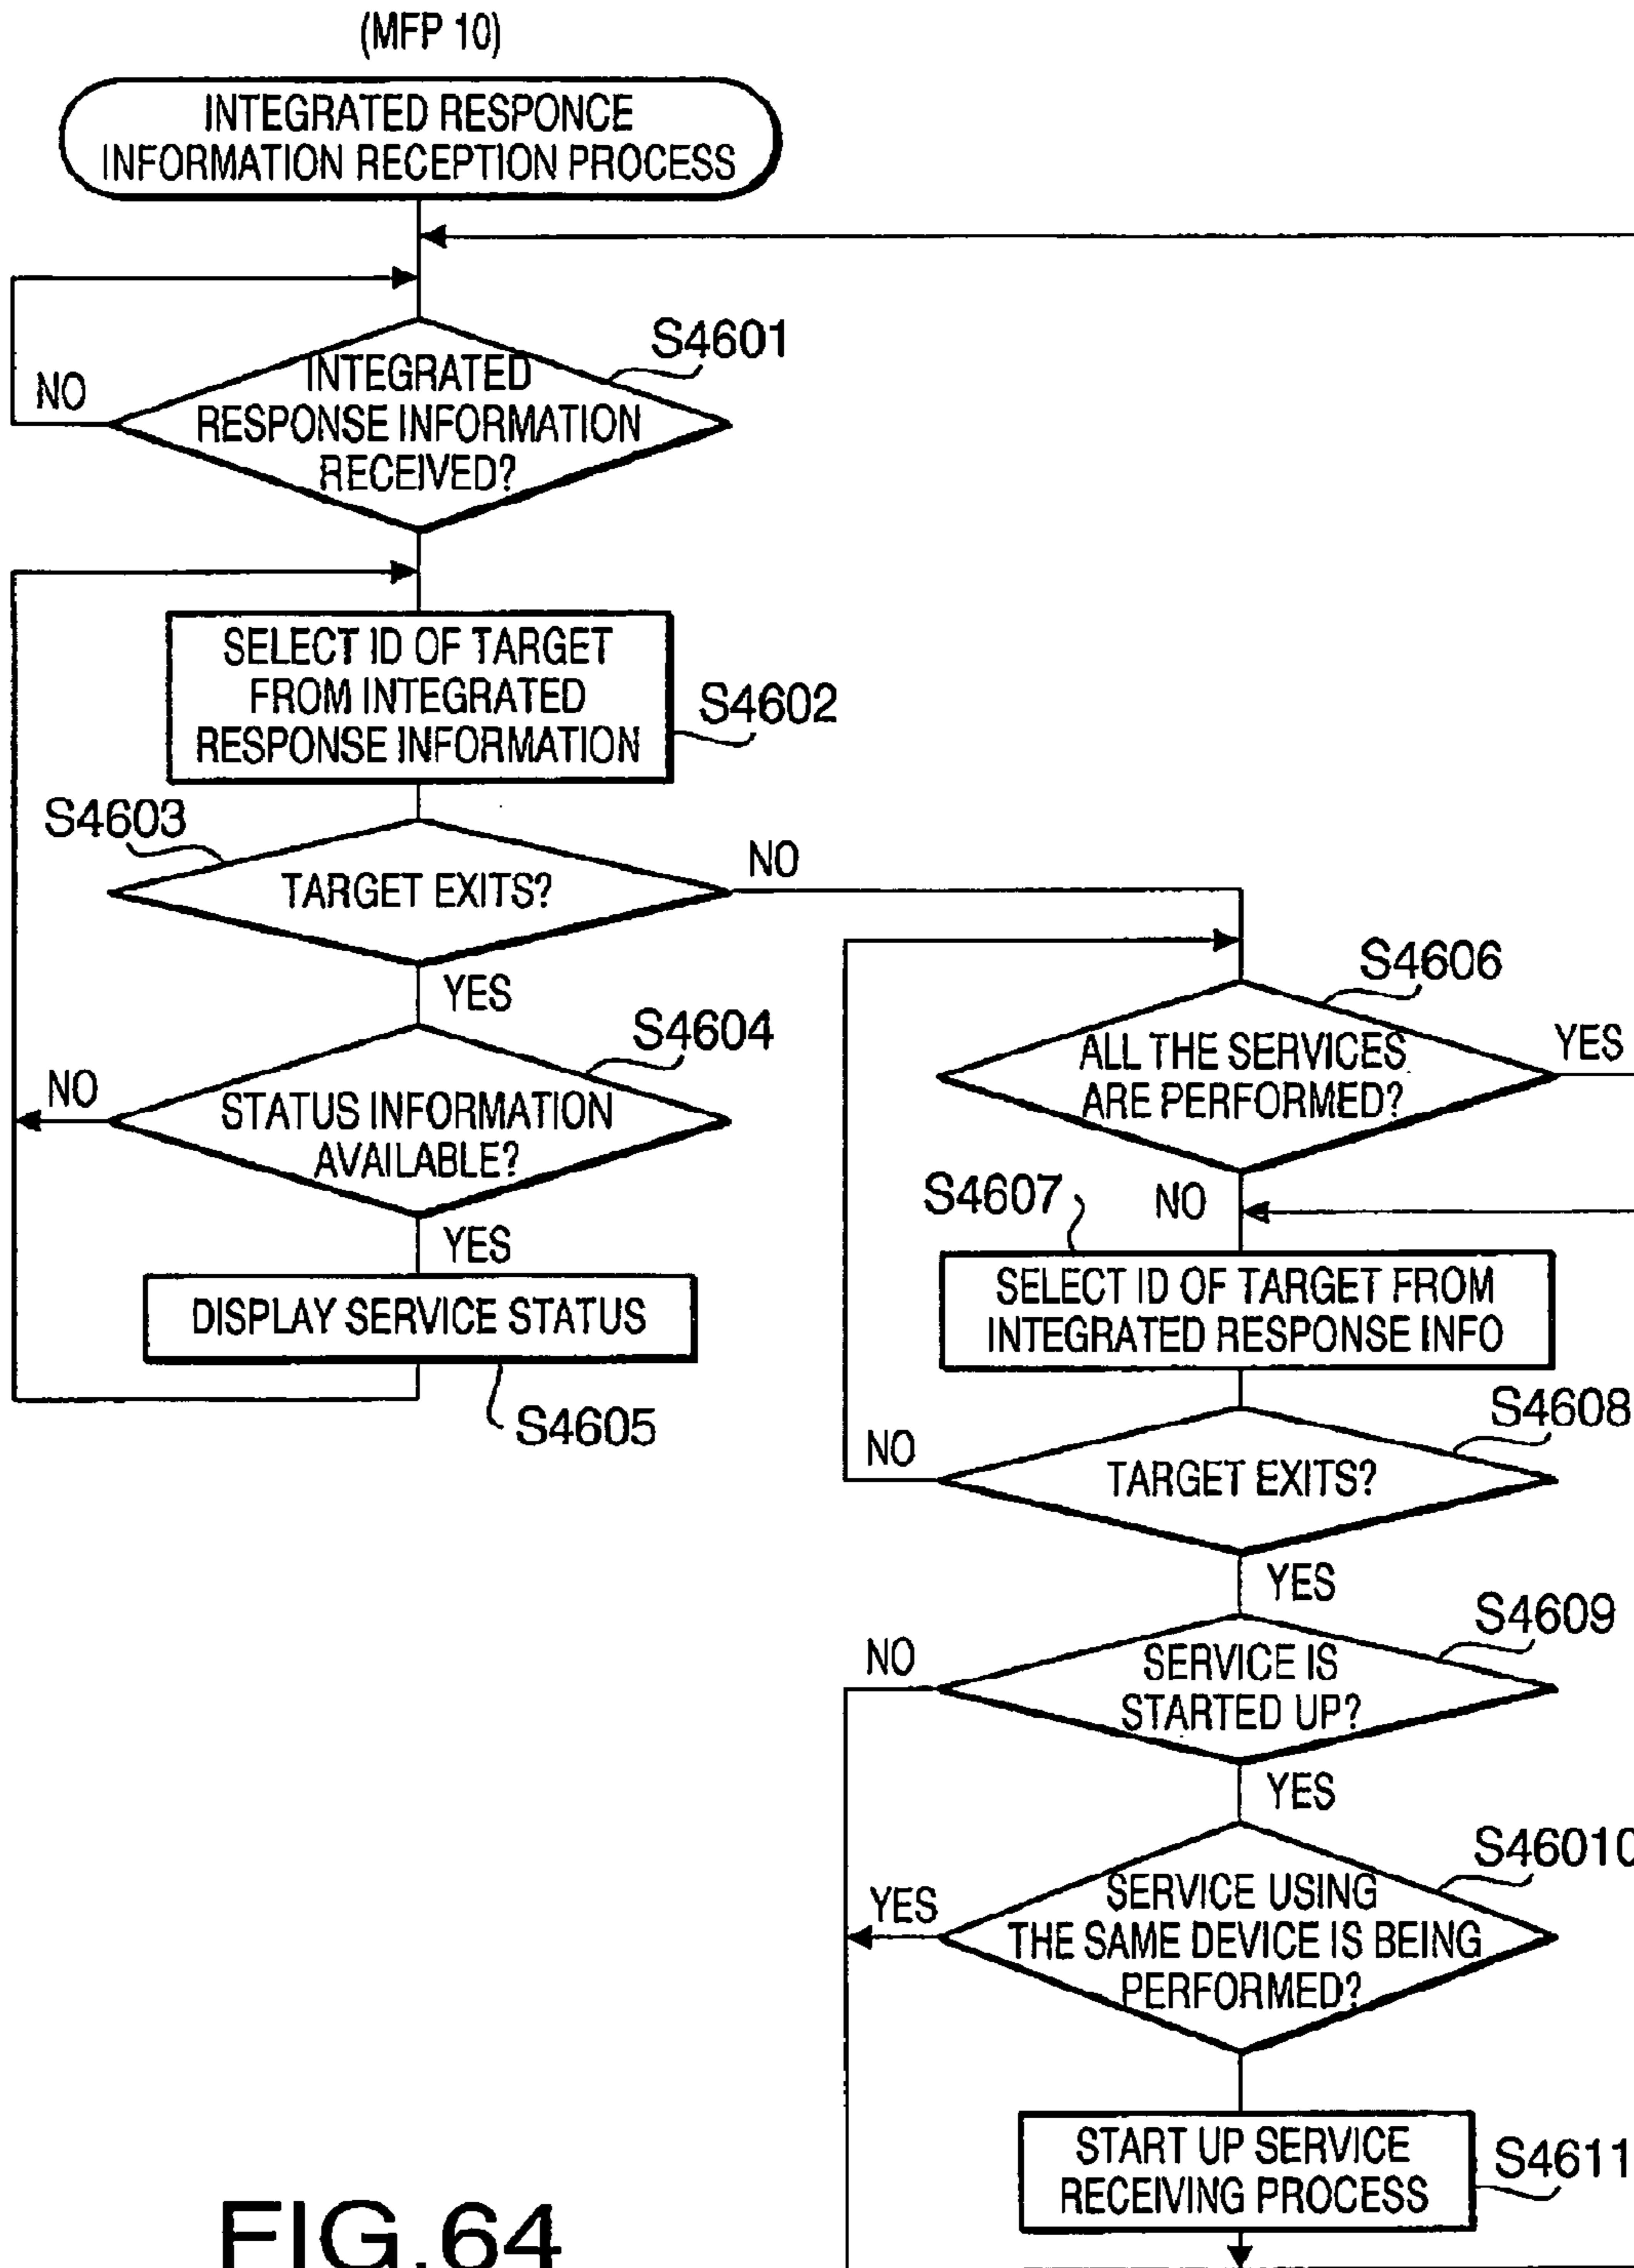 (MFP 10)
INTEGRATED RESPONCE
INFORMATION RECEPTION PROCESS
S4601
NO
INTEGRATED
RESPONSE INFORMATION
RECEIVED?
SELECT ID OF TARGET
FROM INTEGRATED
RESPONSE INFORMATION
S4602
S4603
TARGET EXITS?
NO
YES
S4604
NO
STATUS INFORMATION
AVAILABLE?
YES
DISPLAY SERVICE STATUS
S4605
S4606
ALL THE SERVICES
ARE PERFORMED?
YES
NO
S4607
SELECT ID OF TARGET FROM
INTEGRATED RESPONSE INFO
S4608
NO
TARGET EXITS?
YES
S4609
NO
SERVICE IS
STARTED UP?
YES
S46010
YES
SERVICE USING
THE SAME DEVICE IS BEING
PERFORMED?
START UP SERVICE
RECEIVING PROCESS
S4611
FIG.64